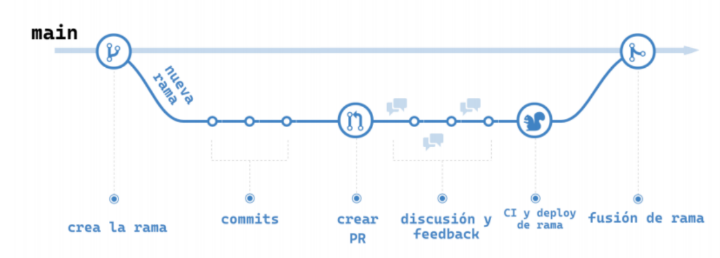 main
nueva
rama
crea la rama
commits
crear
PR
discusión y
feedback
CI y deploy
de rama
fusión de rama